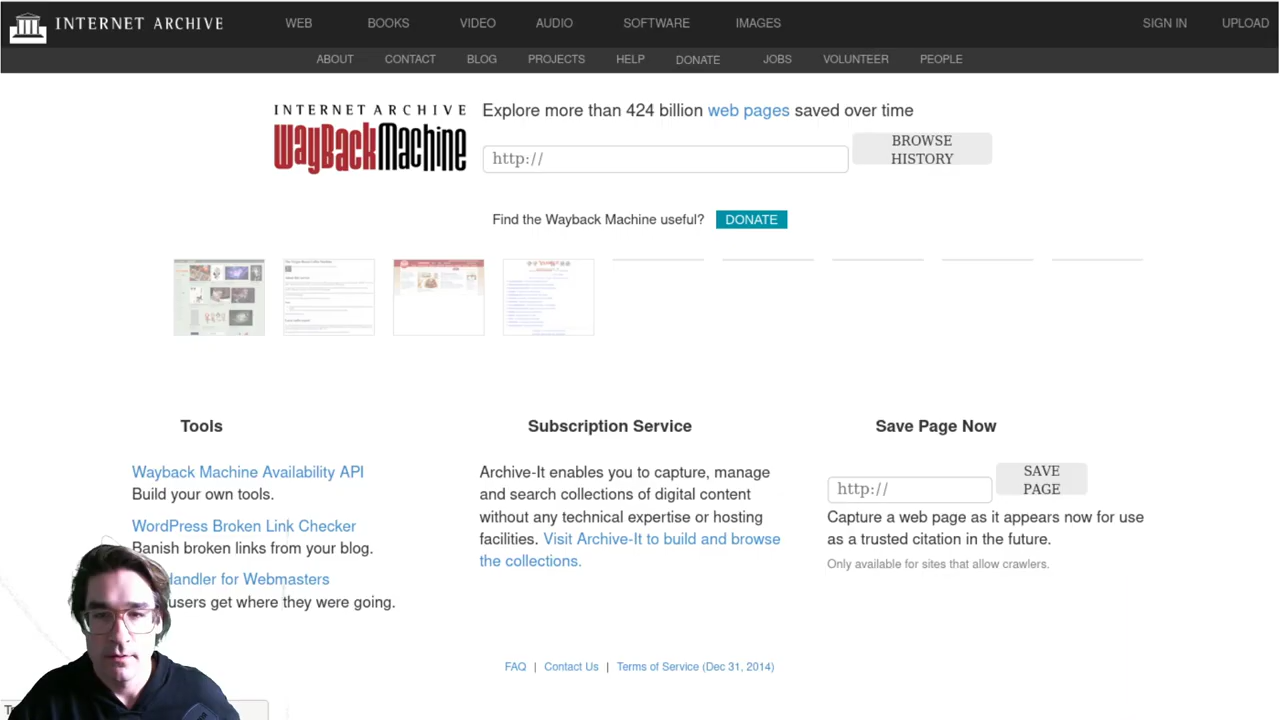 INTERNET ARCHIVE
WEB BOOKS VIDEO AUDIO SOFTWARE IMAGES SIGN IN UPLOAD
ABOUT CONTACT BLOG PROJECTS HELP DONATE JOBS VOLUNTEER PEOPLE
INTERNET ARCHIVE
WayBackMachine
Explore more than 424 billion web pages saved over time
http://
BROWSE
HISTORY
Find the Wayback Machine useful? DONATE
Tools
Wayback Machine Availability API
Build your own tools.
WordPress Broken Link Checker
Banish broken links from your blog.
Handler for Webmasters
users get where they were going.
Subscription Service
Archive-It enables you to capture, manage
and search collections of digital content
without any technical expertise or hosting
facilities. Visit Archive-It to build and browse
the collections.
Save Page Now
http://
SAVE
PAGE
Capture a web page as it appears now for use
as a trusted citation in the future.
Only available for sites that allow crawlers.
FAQ | Contact Us | Terms of Service (Dec 31, 2014)